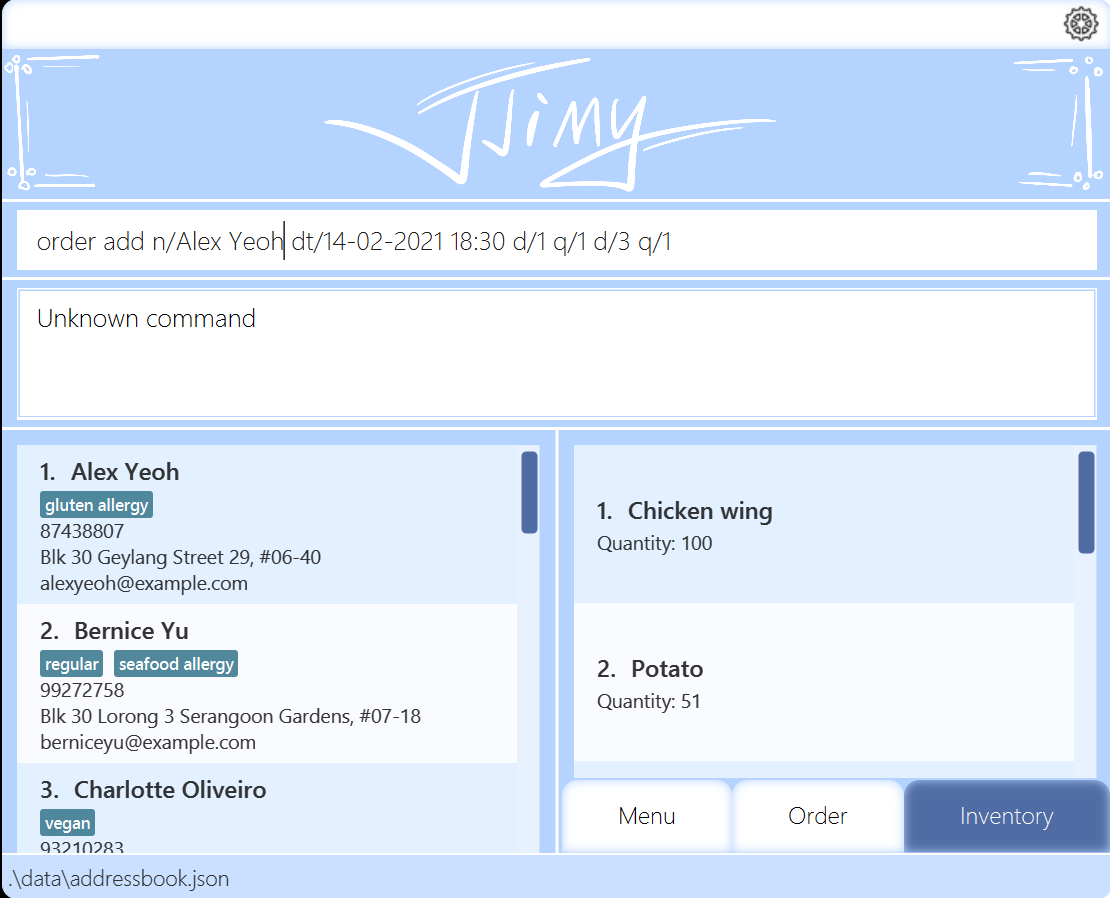 JJIMY
order add n/Alex Yeoh dt/14-02-2021 18:30 d/1 q/1 d/3 q/1
Unknown command
1. Alex Yeoh
gluten allergy
87438807
Blk 30 Geylang Street 29, #06-40
alexyeoh@example.com
2. Bernice Yu
regular seafood allergy
99272758
Blk 30 Lorong 3 Serangoon Gardens, #07-18
berniceyu@example.com
3. Charlotte Oliveiro
vegan
93210283
1. Chicken wing
Quantity: 100
2. Potato
Quantity: 51
Menu
Order
Inventory
.\data\addressbook.json